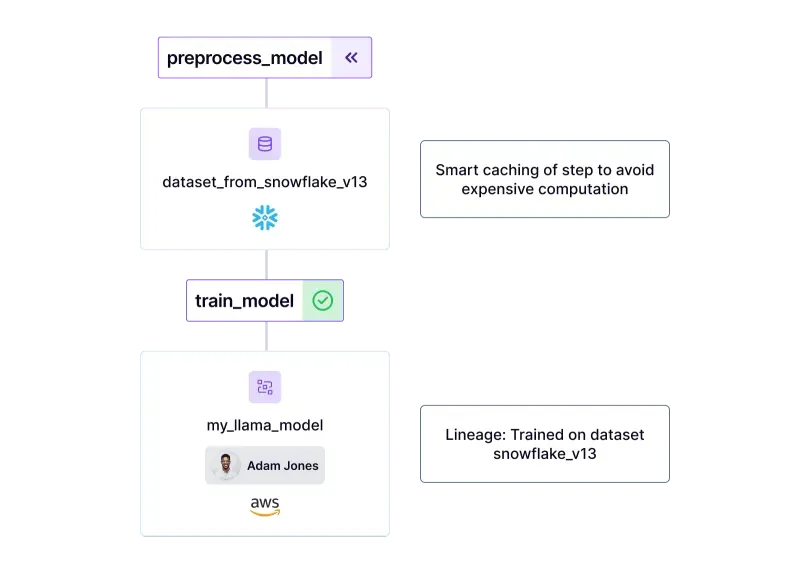 preprocess_model
dataset_from_snowflake_v13
Smart caching of step to avoid
expensive computation
train_model
my_llama_model
Adam Jones
aws
Lineage: Trained on dataset
snowflake_v13